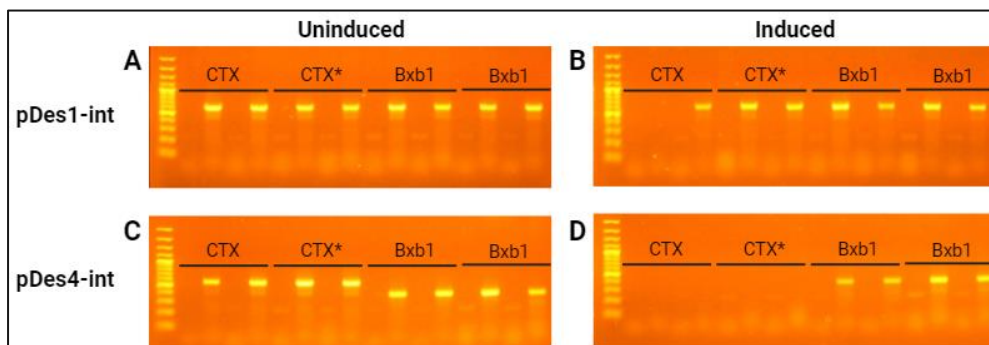 Uninduced Induced
A CTX CTX* Bxb1 Bxb1 B CTX CTX* Bxb1 Bxb1
pDes1-int
C CTX CTX* Bxb1 Bxb1 D CTX CTX* Bxb1 Bxb1
pDes4-int